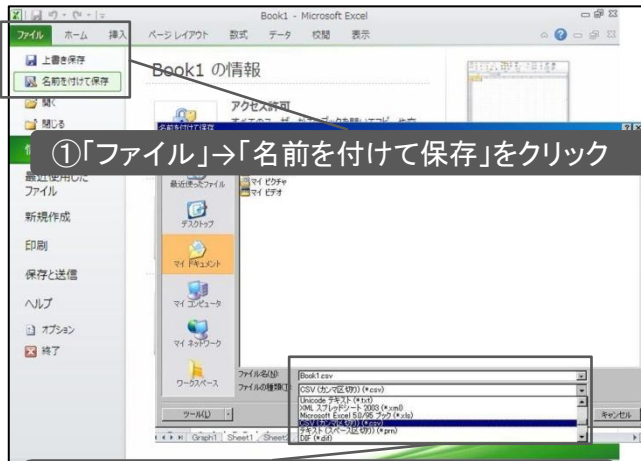 Book1 - Microsoft Excel
ファイル ホーム 挿入 ページ レイアウト 数式 データ 校閲 表示
上書き保存
名前を付けて保存
開く
閉じる
Book1 の情報
アクセス許可
名前を付けて保存
①「ファイル」→「名前を付けて保存」をクリック
最近使用した
ファイル
新規作成
印刷
保存と送信
ヘルプ
オプション
終了
最近使ったファイル
マイ ピクチャ
マイ ビデオ
デスクトップ
マイ ドキュメント
マイ コンピュータ
マイ ネットワーク
ワークスペース
ファイル名(N):
Book1.csv
ファイルの種類(T):
CSV (カンマ区切り) (*.csv)
Unicode テキスト (*.txt)
XML スプレッドシート 2003 (*.xml)
Microsoft Excel 5.0/95 ブック (*.xls)
CSV (カンマ区切り) (*.csv)
テキスト (スペース区切り) (*.prn)
DIF (*.dif)
ツール(L)
キャンセル
Graph1 Sheet1 Sheet2